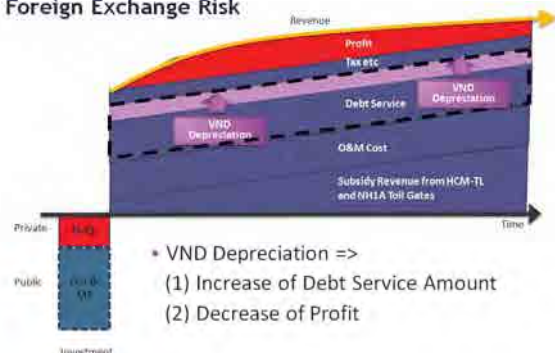 Foreign Exchange Risk
Revenue
Profit
Tax etc
VND
Depreciation
Debt Service
VND
Depreciation
O&M Cost
Subsidy Revenue from HCM-TL
and NH1A Toll Gates
Time
Private
Public
• VND Depreciation =>
(1) Increase of Debt Service Amount
(2) Decrease of Profit
Investment